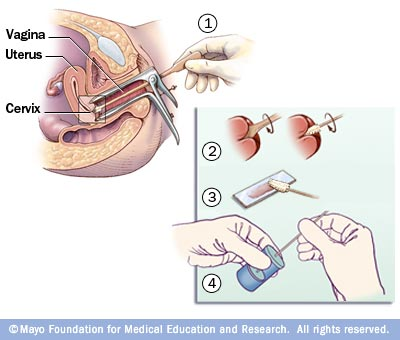 Vagina
Uterus
Cervix
1
2
3
4
©Mayo Foundation for Medical Education and Research. All rights reserved.